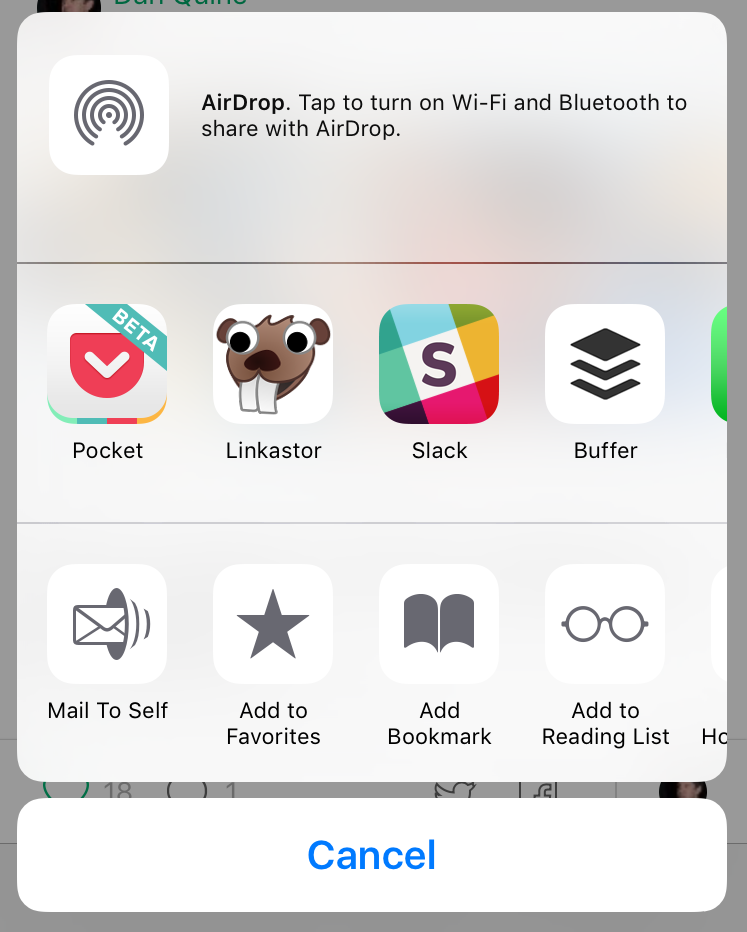 AirDrop. Tap to turn on Wi-Fi and Bluetooth to
share with AirDrop.
BETA
S
Pocket
Linkastor
Slack
Buffer
Mail To Self
Add to
Favorites
Add
Bookmark
Add to
Reading List
18
1
Cancel